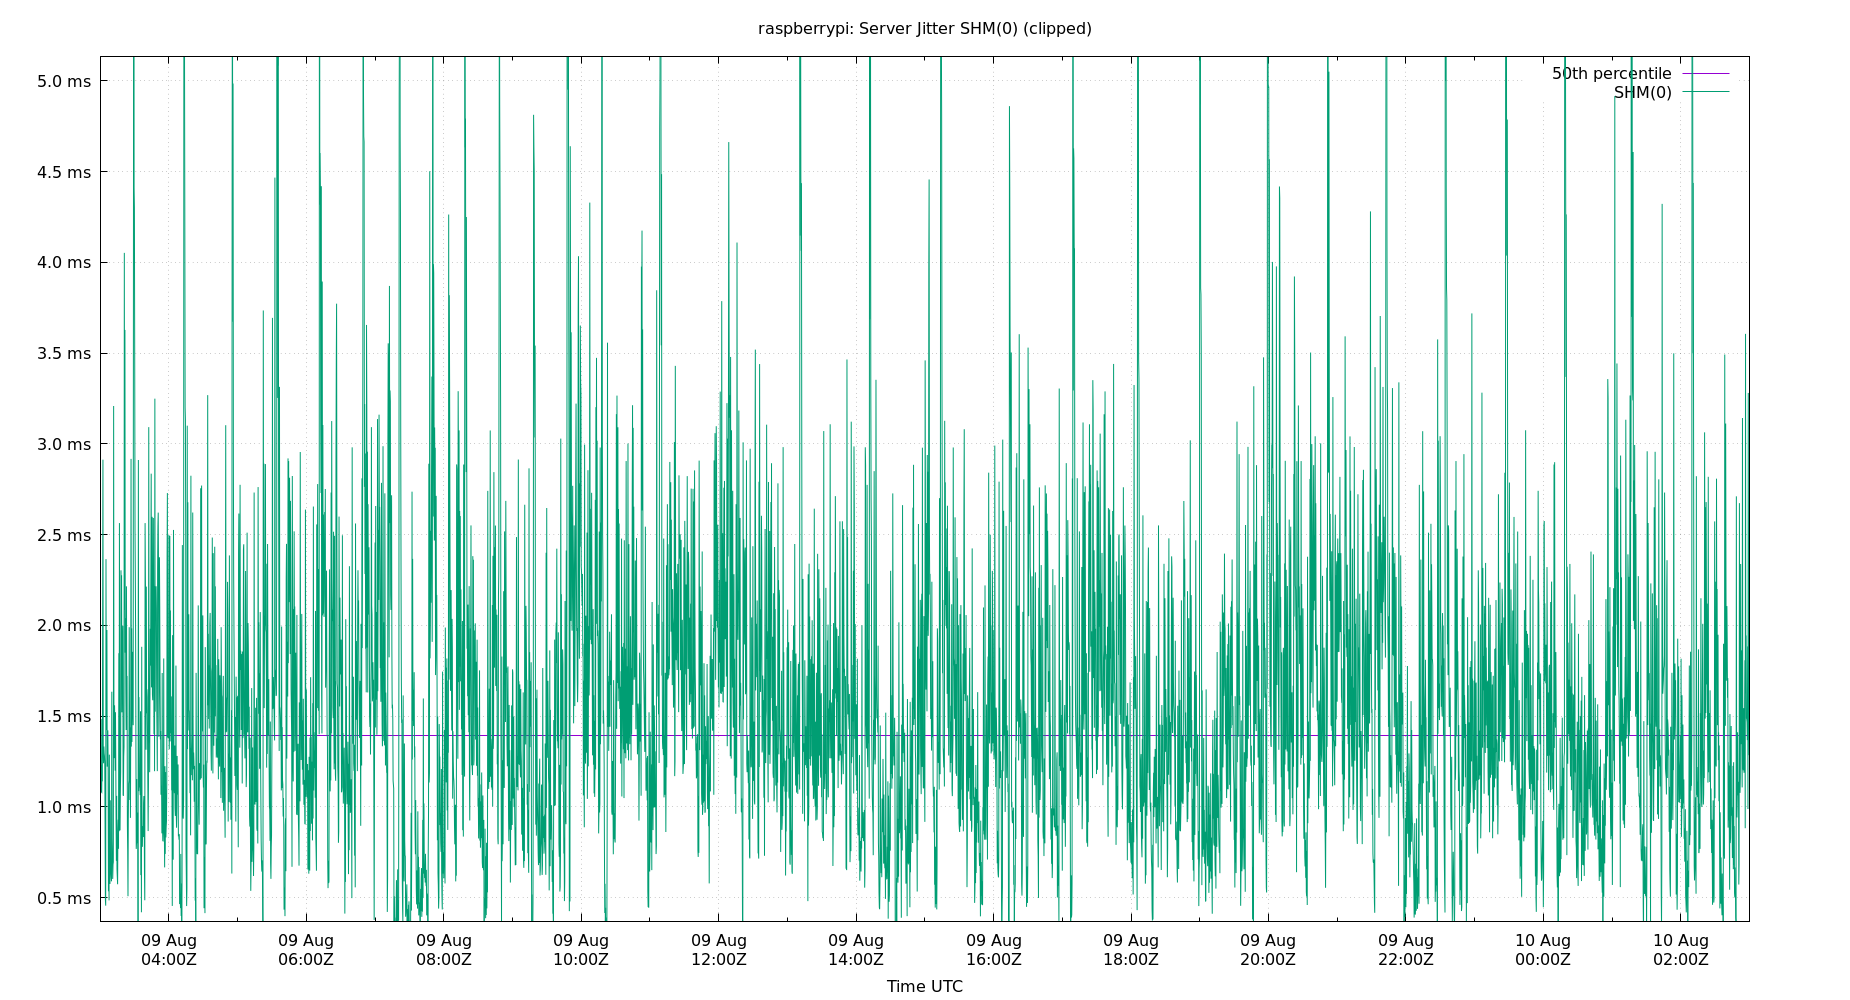 raspberrypi: Server Jitter SHM(0) (clipped)
50th percentile
SHM(0)
5.0 ms
4.5 ms
4.0 ms
3.5 ms
3.0 ms
2.5 ms
2.0 ms
1.5 ms
1.0 ms
0.5 ms
09 Aug 09 Aug 09 Aug 09 Aug 09 Aug 09 Aug 09 Aug 09 Aug 09 Aug 09 Aug 10 Aug 10 Aug
04:00Z 06:00Z 08:00Z 10:00Z 12:00Z 14:00Z 16:00Z 18:00Z 20:00Z 22:00Z 00:00Z 02:00Z
Time UTC